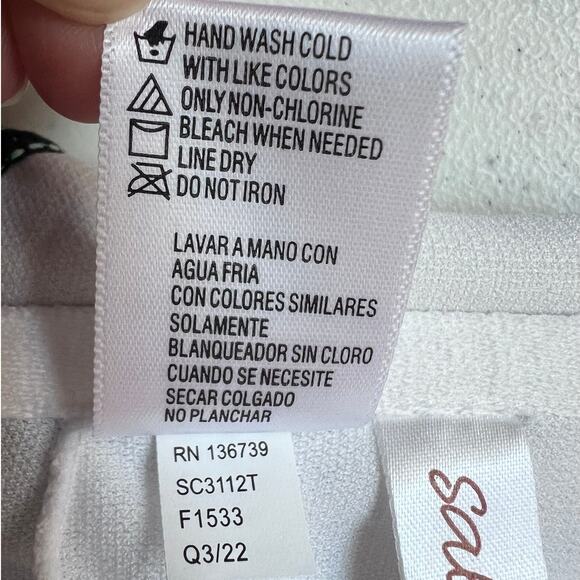 HAND WASH COLD
WITH LIKE COLORS
ONLY NON-CHLORINE
BLEACH WHEN NEEDED
LINE DRY
DO NOT IRON
LAVAR A MANO CON
AGUA FRIA
CON COLORES SIMILARES
SOLAMENTE
BLANQUEADOR SIN CLORO
CUANDO SE NECESITE
SECAR COLGADO
NO PLANCHAR
RN 136739
SC3112T
F1533
Q3/22